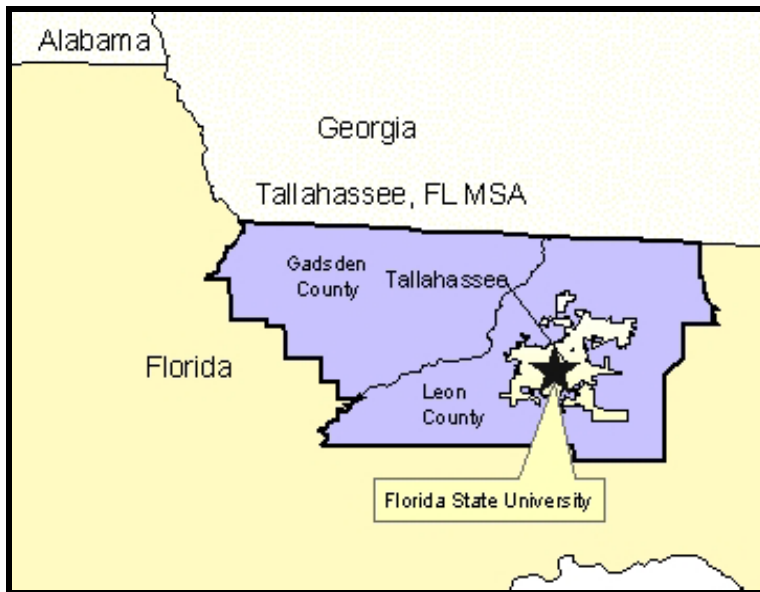 Alabama
Georgia
Tallahassee, FL MSA
Gadsden
County
Tallahassee
Florida
Leon
County
Florida State University